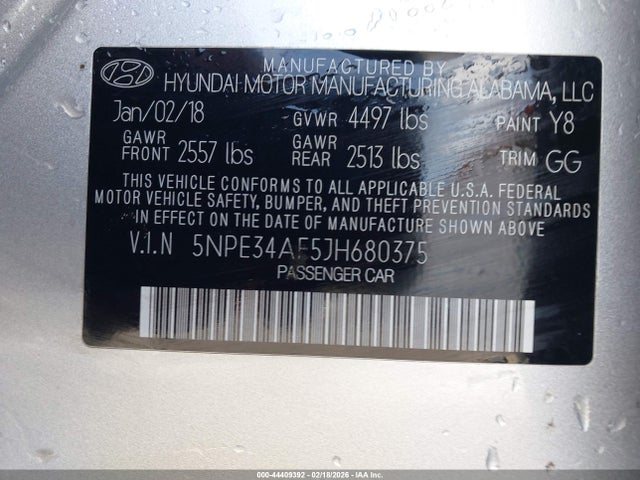 MANUFACTURED BY
HYUNDAI MOTOR MANUFACTURING ALABAMA, LLC
Jan/02/18 GVWR 4497 lbs PAINT Y8
GAWR FRONT 2557 lbs GAWR REAR 2513 lbs TRIM GG
THIS VEHICLE CONFORMS TO ALL APPLICABLE U.S.A. FEDERAL
MOTOR VEHICLE SAFETY, BUMPER, AND THEFT PREVENTION STANDARDS
IN EFFECT ON THE DATE OF MANUFACTURE SHOWN ABOVE.
V.I.N 5NPE34AF5JH680375
PASSENGER CAR
000-44409392 - 02/18/2026 - IAA Inc.